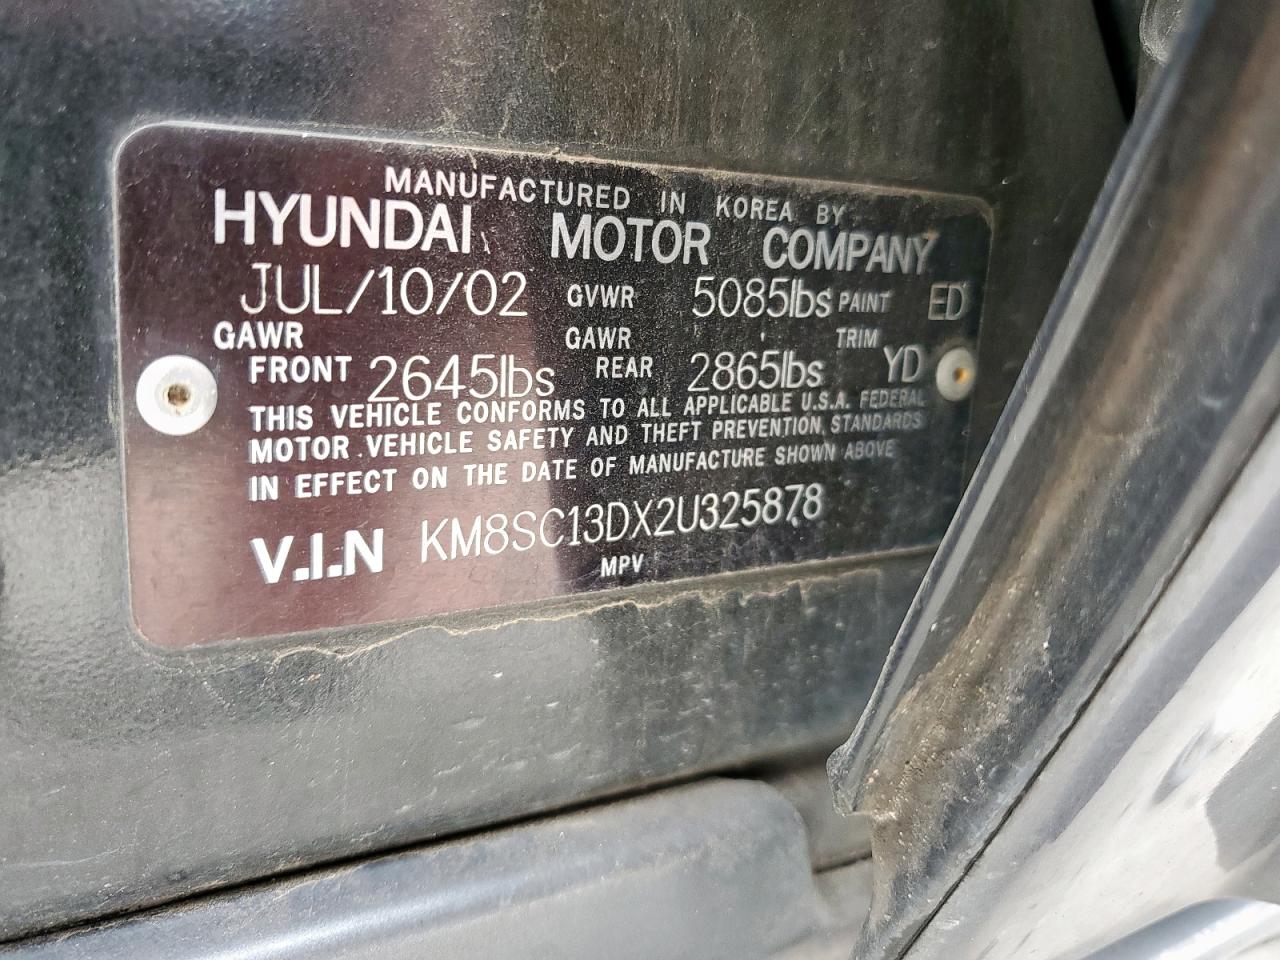 MANUFACTURED IN KOREA BY
HYUNDAI MOTOR COMPANY
JUL/10/02 GVWR 5085lbs PAINT ED
GAWR GAWR TRIM
FRONT 2645lbs REAR 2865lbs YD
THIS VEHICLE CONFORMS TO ALL APPLICABLE U.S.A. FEDERAL
MOTOR VEHICLE SAFETY AND THEFT PREVENTION STANDARDS
IN EFFECT ON THE DATE OF MANUFACTURE SHOWN ABOVE
V.I.N KM8SC13DX2U325878
MPV